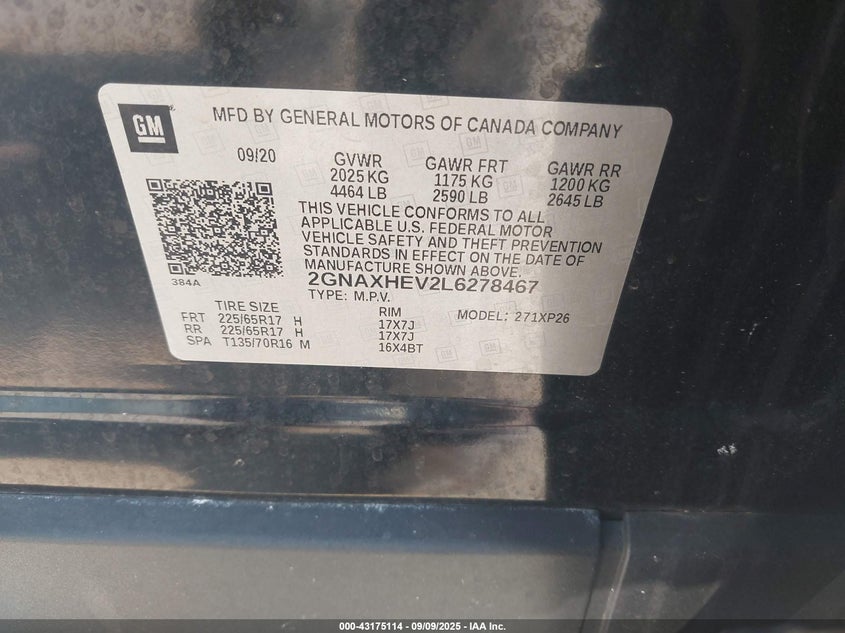 GM
MFD BY GENERAL MOTORS OF CANADA COMPANY
09/20 GVWR GAWR FRT GAWR RR
2025 KG 1175 KG 1200 KG
4464 LB 2590 LB 2645 LB
THIS VEHICLE CONFORMS TO ALL
APPLICABLE U.S. FEDERAL MOTOR
VEHICLE SAFETY AND THEFT PREVENTION
STANDARDS IN EFFECT ON THE DATE OF
MANUFACTURE SHOWN ABOVE.
384A
2GNAXHEV2L6278467
TYPE: M.P.V.
TIRE SIZE RIM MODEL: 271XP26
FRT 225/65R17 H 17X7J
RR 225/65R17 H 17X7J
SPA T135/70R16 M 16X4BT
000-43175114 - 09/09/2025 - IAA Inc.